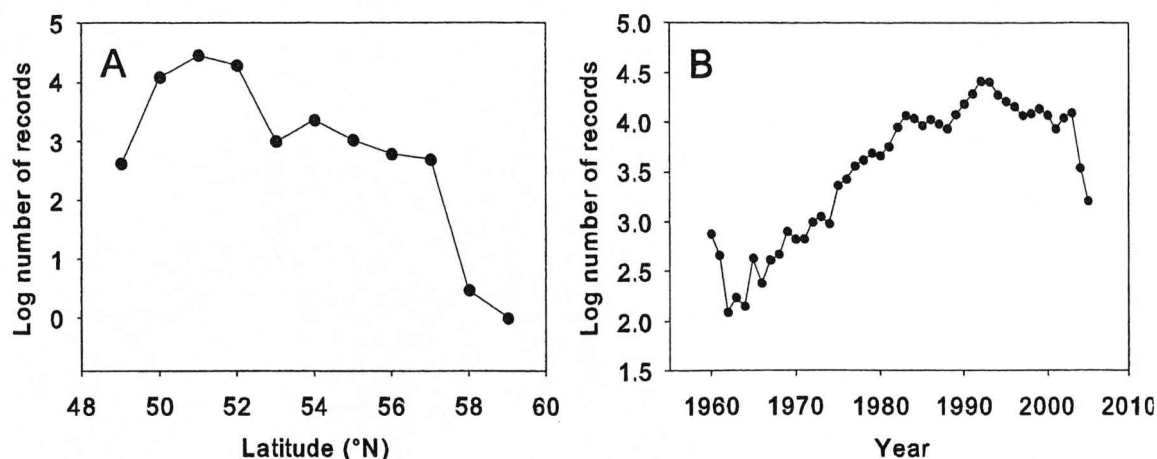 A
Log number of records
5
4
3
2
1
0
48 50 52 54 56 58 60
Latitude (°N)
B
Log number of records
5.0
4.5
4.0
3.5
3.0
2.5
2.0
1.5
1960 1970 1980 1990 2000 2010
Year